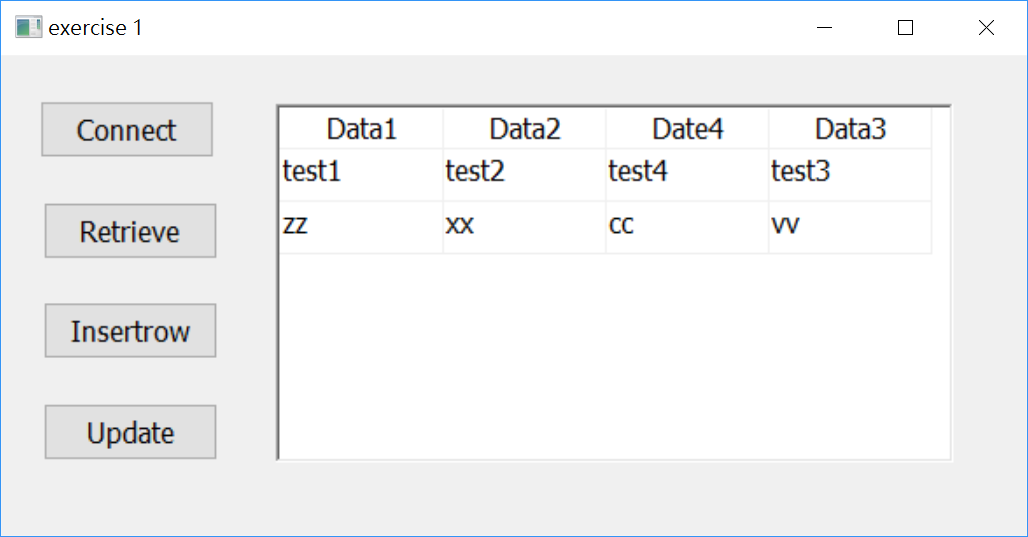 exercise 1
Connect
Retrieve
Insertrow
Update
Data1 Data2 Date4 Data3
test1 test2 test4 test3
zz xx cc vv